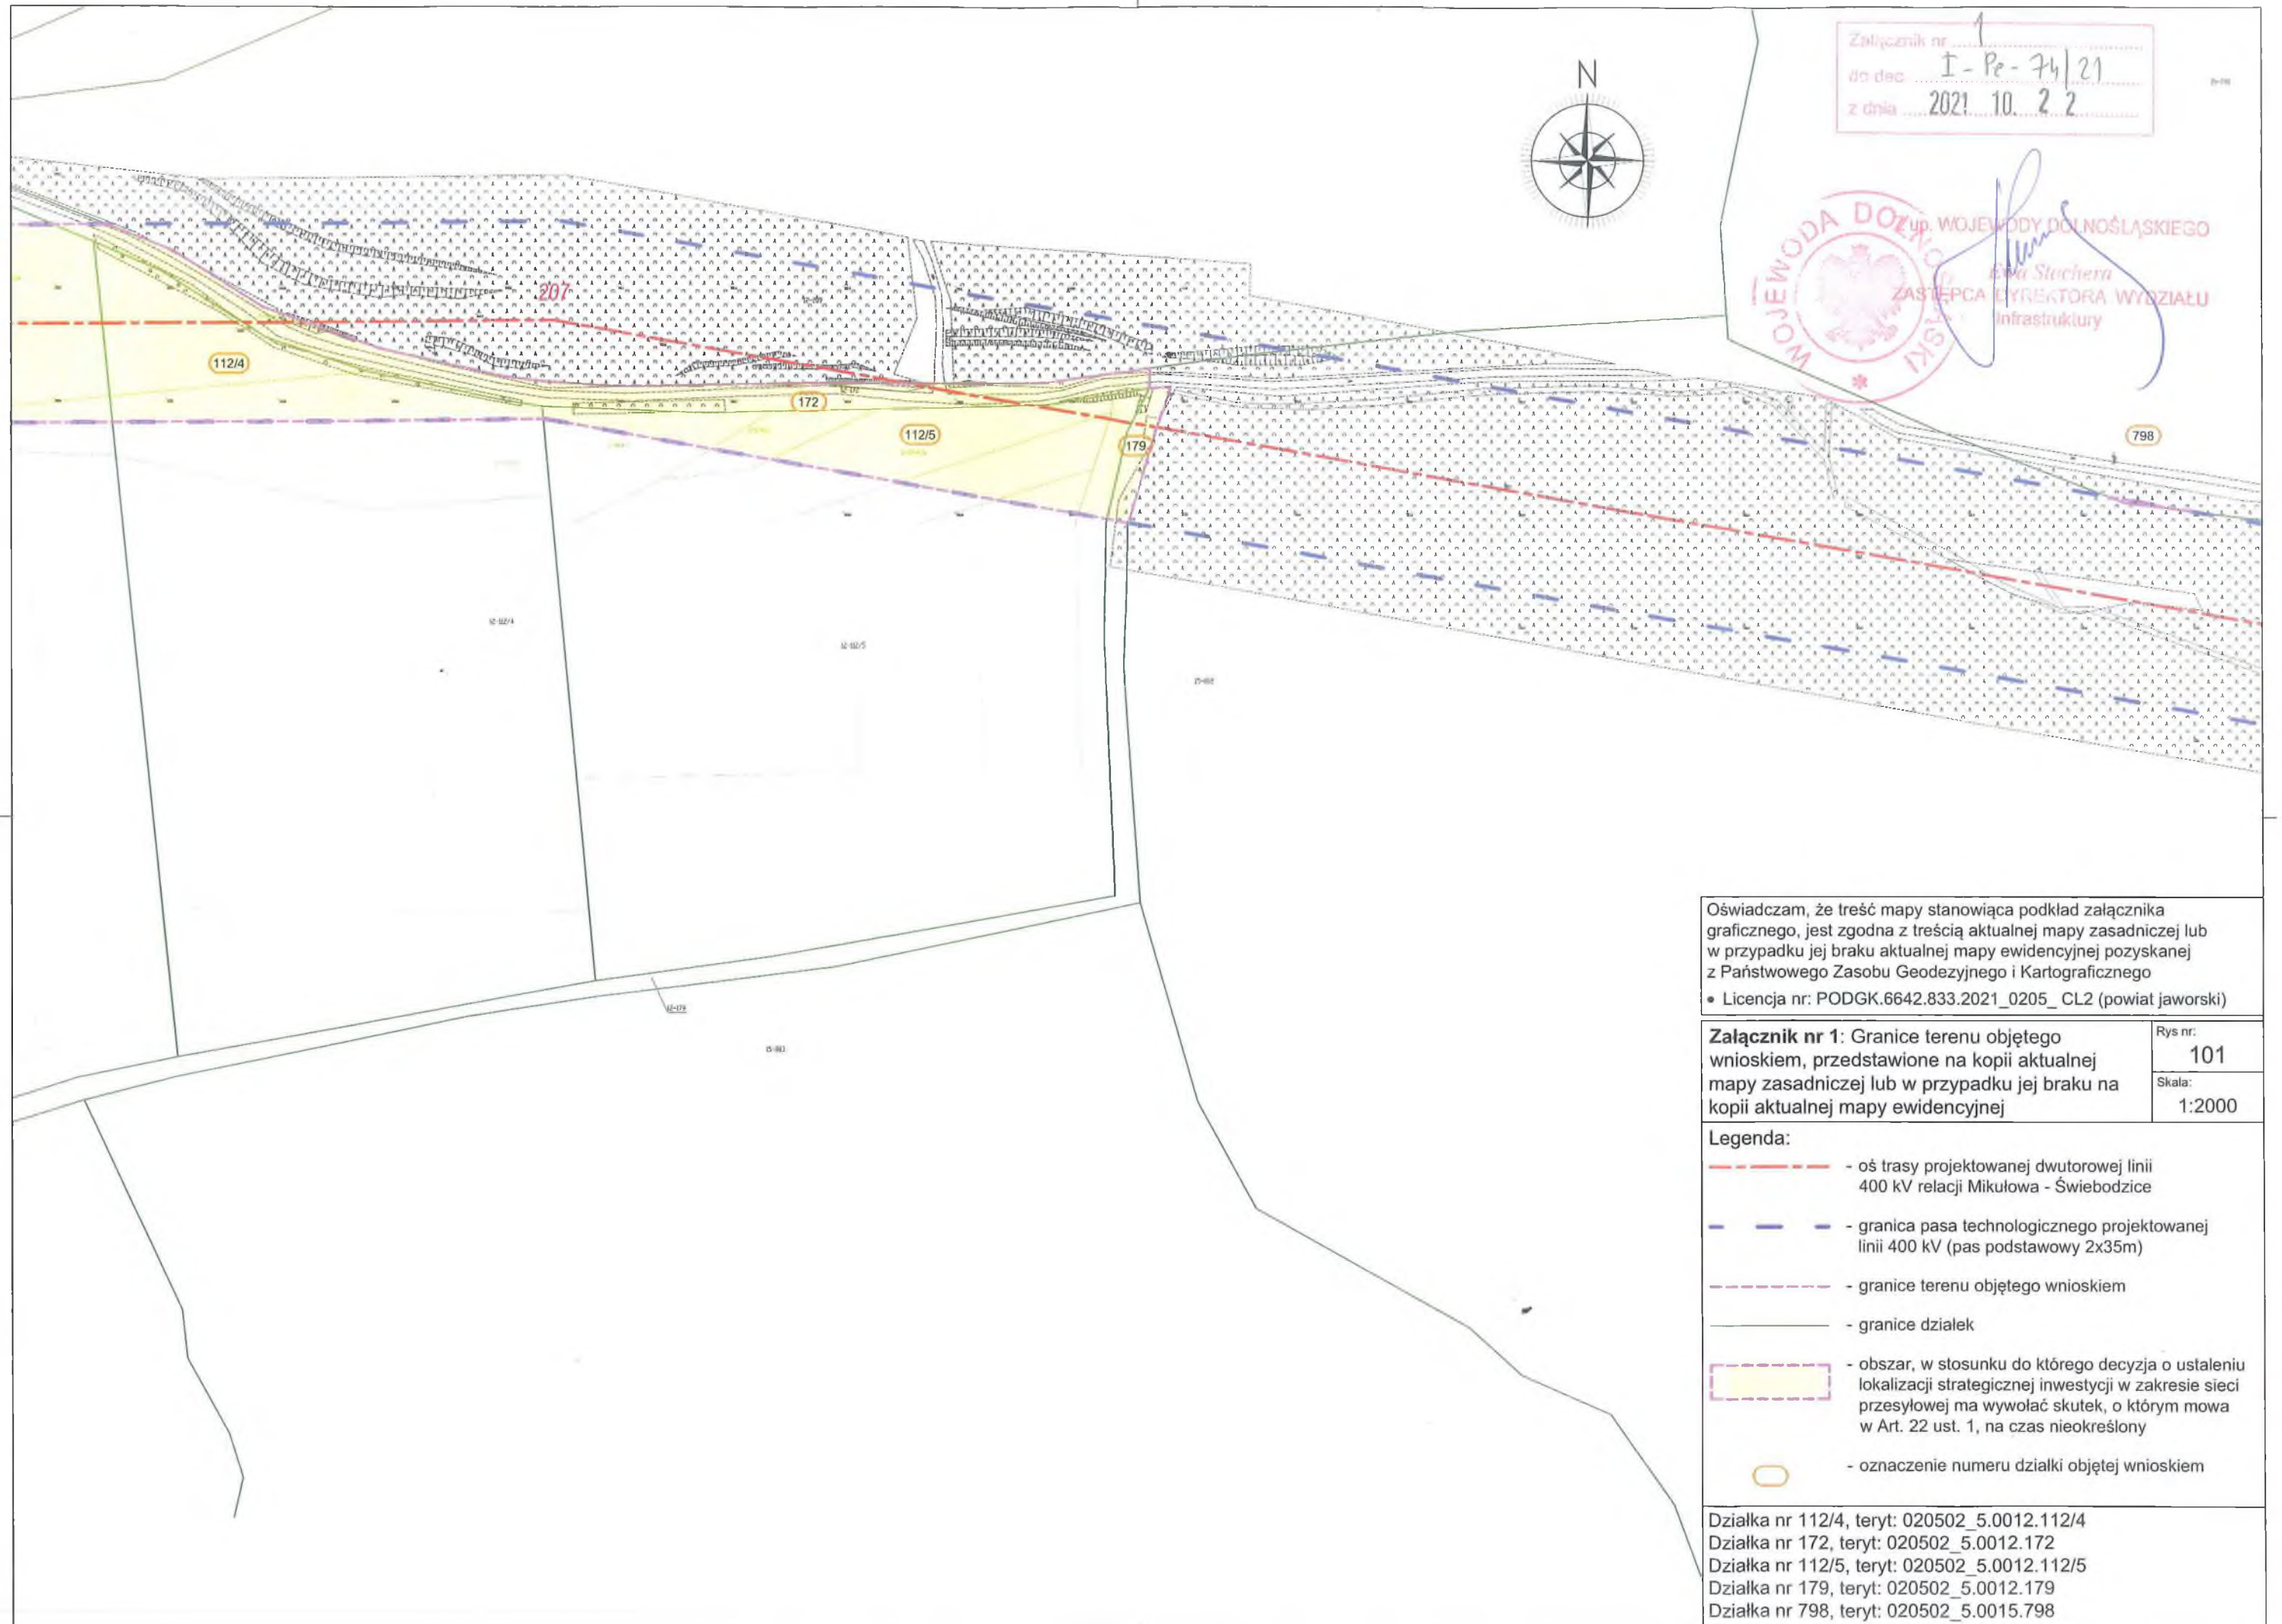 Załącznik nr 1
do dec. I-Pe-74/21
z dnia 2021 10. 22
N
WOJEWODA DOLNOŚLĄSKI
Z up. WOJEWODY DOLNOŚLĄSKIEGO
Ewa Stachera
ZASTĘPCA DYREKTORA WYDZIAŁU
Infrastruktury
207
112/4
172
112/5
179
798
12-112/4
12-112/5
12-179
Oświadczam, że treść mapy stanowiąca podkład załącznika
graficznego, jest zgodna z treścią aktualnej mapy zasadniczej lub
w przypadku jej braku aktualnej mapy ewidencyjnej pozyskanej
z Państwowego Zasobu Geodezyjnego i Kartograficznego
• Licencja nr: PODGK.6642.833.2021_0205_ CL2 (powiat jaworski)
Załącznik nr 1: Granice terenu objętego
wnioskiem, przedstawione na kopii aktualnej
mapy zasadniczej lub w przypadku jej braku na
kopii aktualnej mapy ewidencyjnej
Rys nr:
101
Skala:
1:2000
Legenda:
- oś trasy projektowanej dwutorowej linii
400 kV relacji Mikułowa - Świebodzice
- granica pasa technologicznego projektowanej
linii 400 kV (pas podstawowy 2x35m)
- granice terenu objętego wnioskiem
- granice działek
- obszar, w stosunku do którego decyzja o ustaleniu
lokalizacji strategicznej inwestycji w zakresie sieci
przesyłowej ma wywołać skutek, o którym mowa
w Art. 22 ust. 1, na czas nieokreślony
- oznaczenie numeru działki objętej wnioskiem
Działka nr 112/4, teryt: 020502_5.0012.112/4
Działka nr 172, teryt: 020502_5.0012.172
Działka nr 112/5, teryt: 020502_5.0012.112/5
Działka nr 179, teryt: 020502_5.0012.179
Działka nr 798, teryt: 020502_5.0015.798